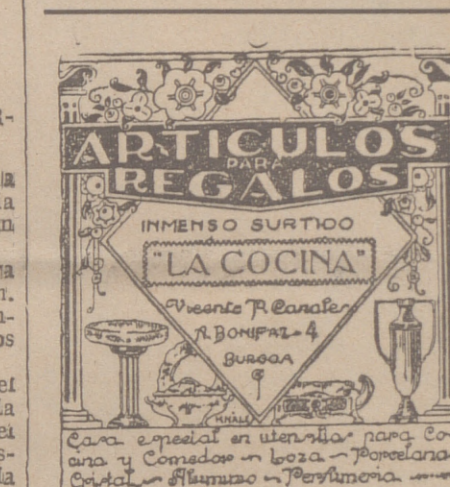 ARTICULOS
PARA
REGALOS
INMENSO SURTIDO
"LA COCINA"
Vicente P. Canales
R. BONIFAZ - 4
BURGOS
Casa especial en utensilios para Co-
cina y Comedor - Loza - Porcelana
Cristal - Aluminio - Perfumeria